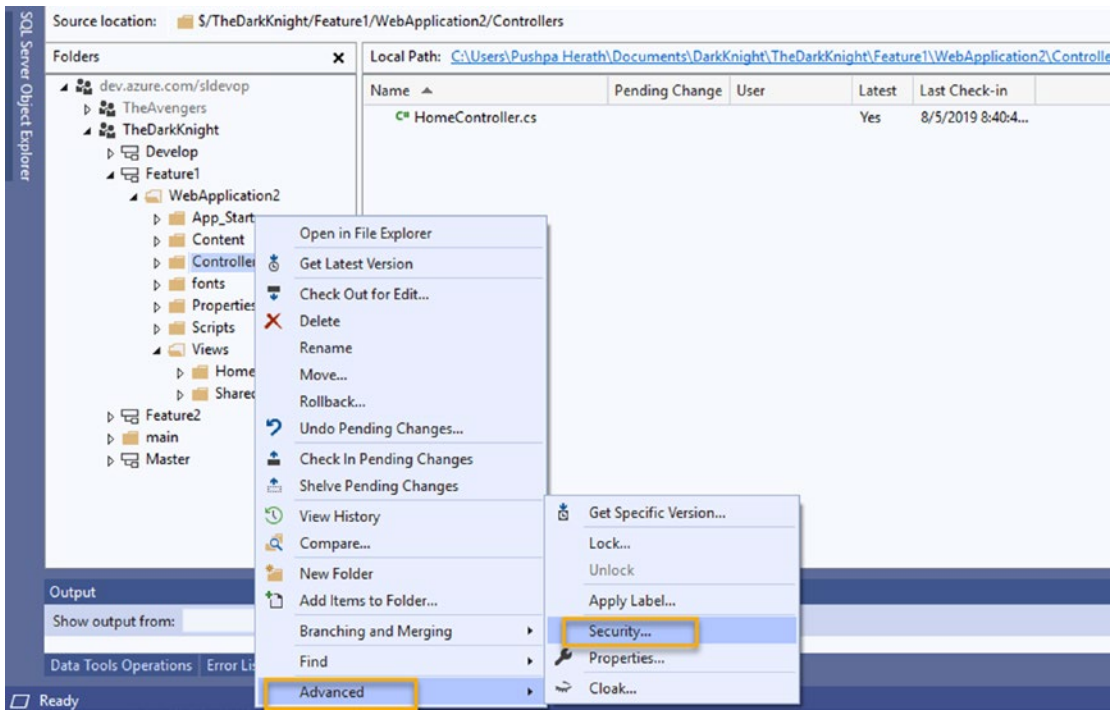 SQL Server Object Explorer
Source location: $/TheDarkKnight/Feature1/WebApplication2/Controllers
Folders
Local Path: C:\Users\Pushpa Herath\Documents\DarkKnight\TheDarkKnight\Feature1\WebApplication2\Controlle
dev.azure.com/sldevop
TheAvengers
TheDarkKnight
Develop
Feature1
WebApplication2
App_Start
Content
Controller
fonts
Properties
Scripts
Views
Home
Shared
Feature2
main
Master
Name Pending Change User Latest Last Check-in
HomeController.cs Yes 8/5/2019 8:40:4...
Open in File Explorer
Get Latest Version
Check Out for Edit...
Delete
Rename
Move...
Rollback...
Undo Pending Changes...
Check In Pending Changes
Shelve Pending Changes
View History
Compare...
New Folder
Add Items to Folder...
Branching and Merging
Find
Advanced
Get Specific Version...
Lock...
Unlock
Apply Label...
Security...
Properties...
Cloak...
Output
Show output from:
Data Tools Operations Error Lis
Ready